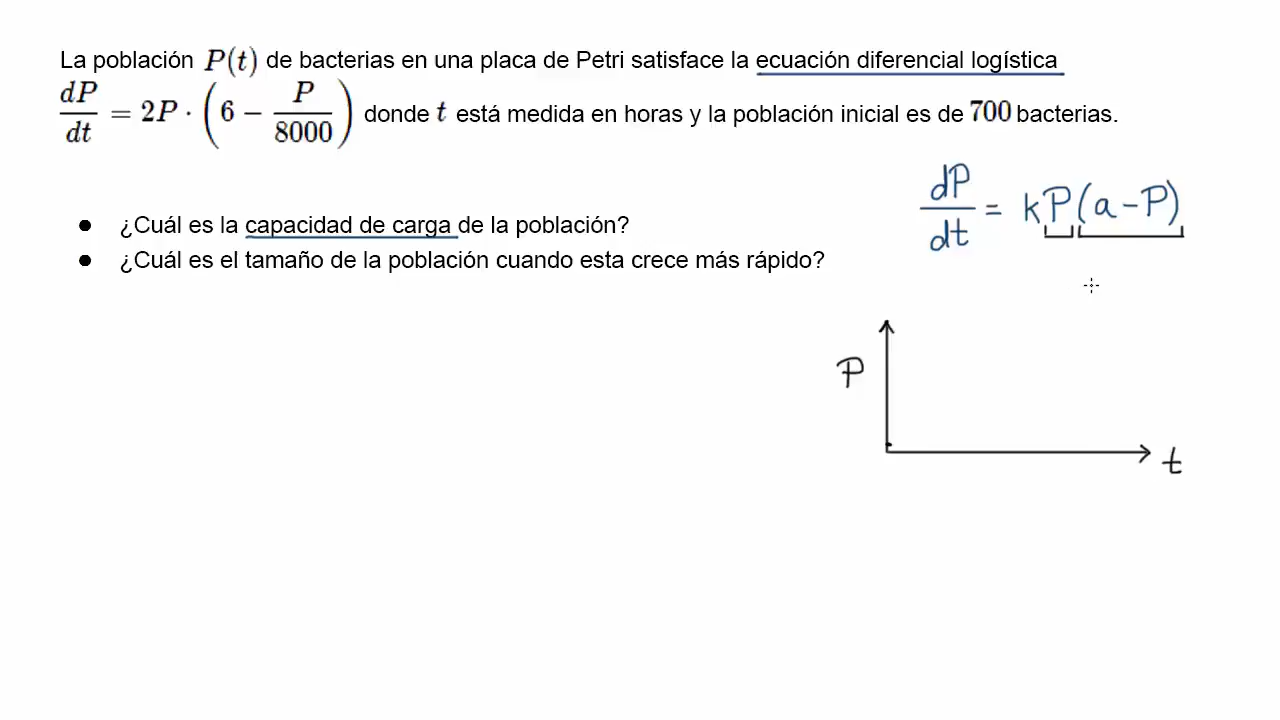 La población P(t) de bacterias en una placa de Petri satisface la ecuación diferencial logística
dP/dt = 2P · (6 − P/8000) donde t está medida en horas y la población inicial es de 700 bacterias.
dP/dt = kP(a − P)
● ¿Cuál es la capacidad de carga de la población?
● ¿Cuál es el tamaño de la población cuando esta crece más rápido?
P
t